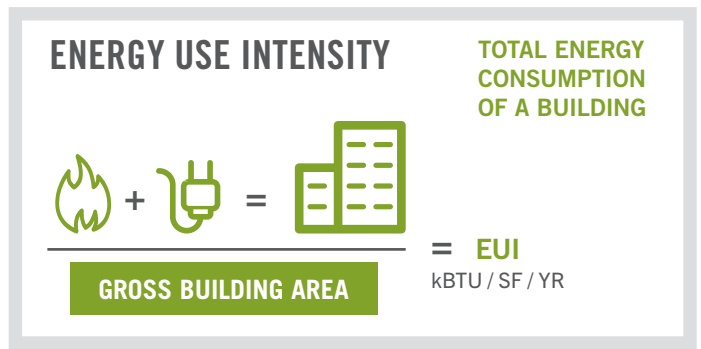 ENERGY USE INTENSITY
TOTAL ENERGY
CONSUMPTION
OF A BUILDING
+ =
= EUI
GROSS BUILDING AREA
kBTU / SF / YR